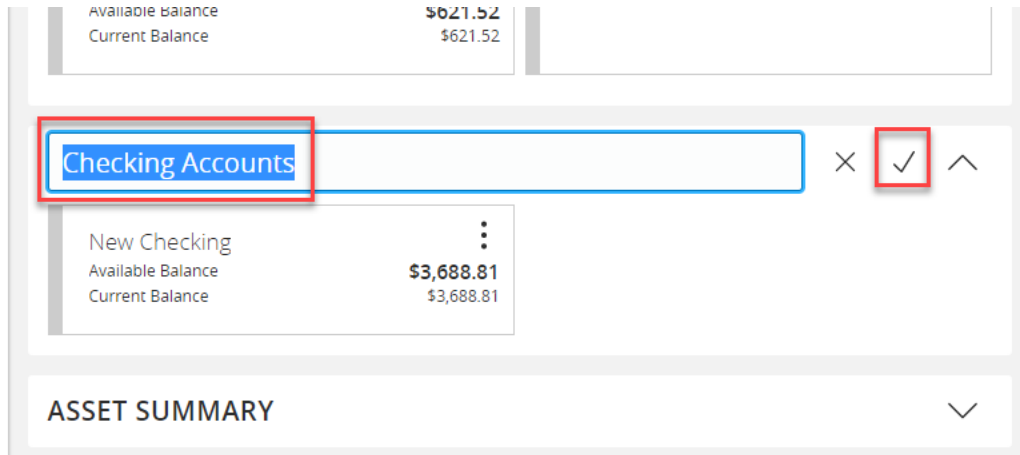 Available Balance $621.52
Current Balance $621.52
Checking Accounts
New Checking
Available Balance $3,688.81
Current Balance $3,688.81
ASSET SUMMARY